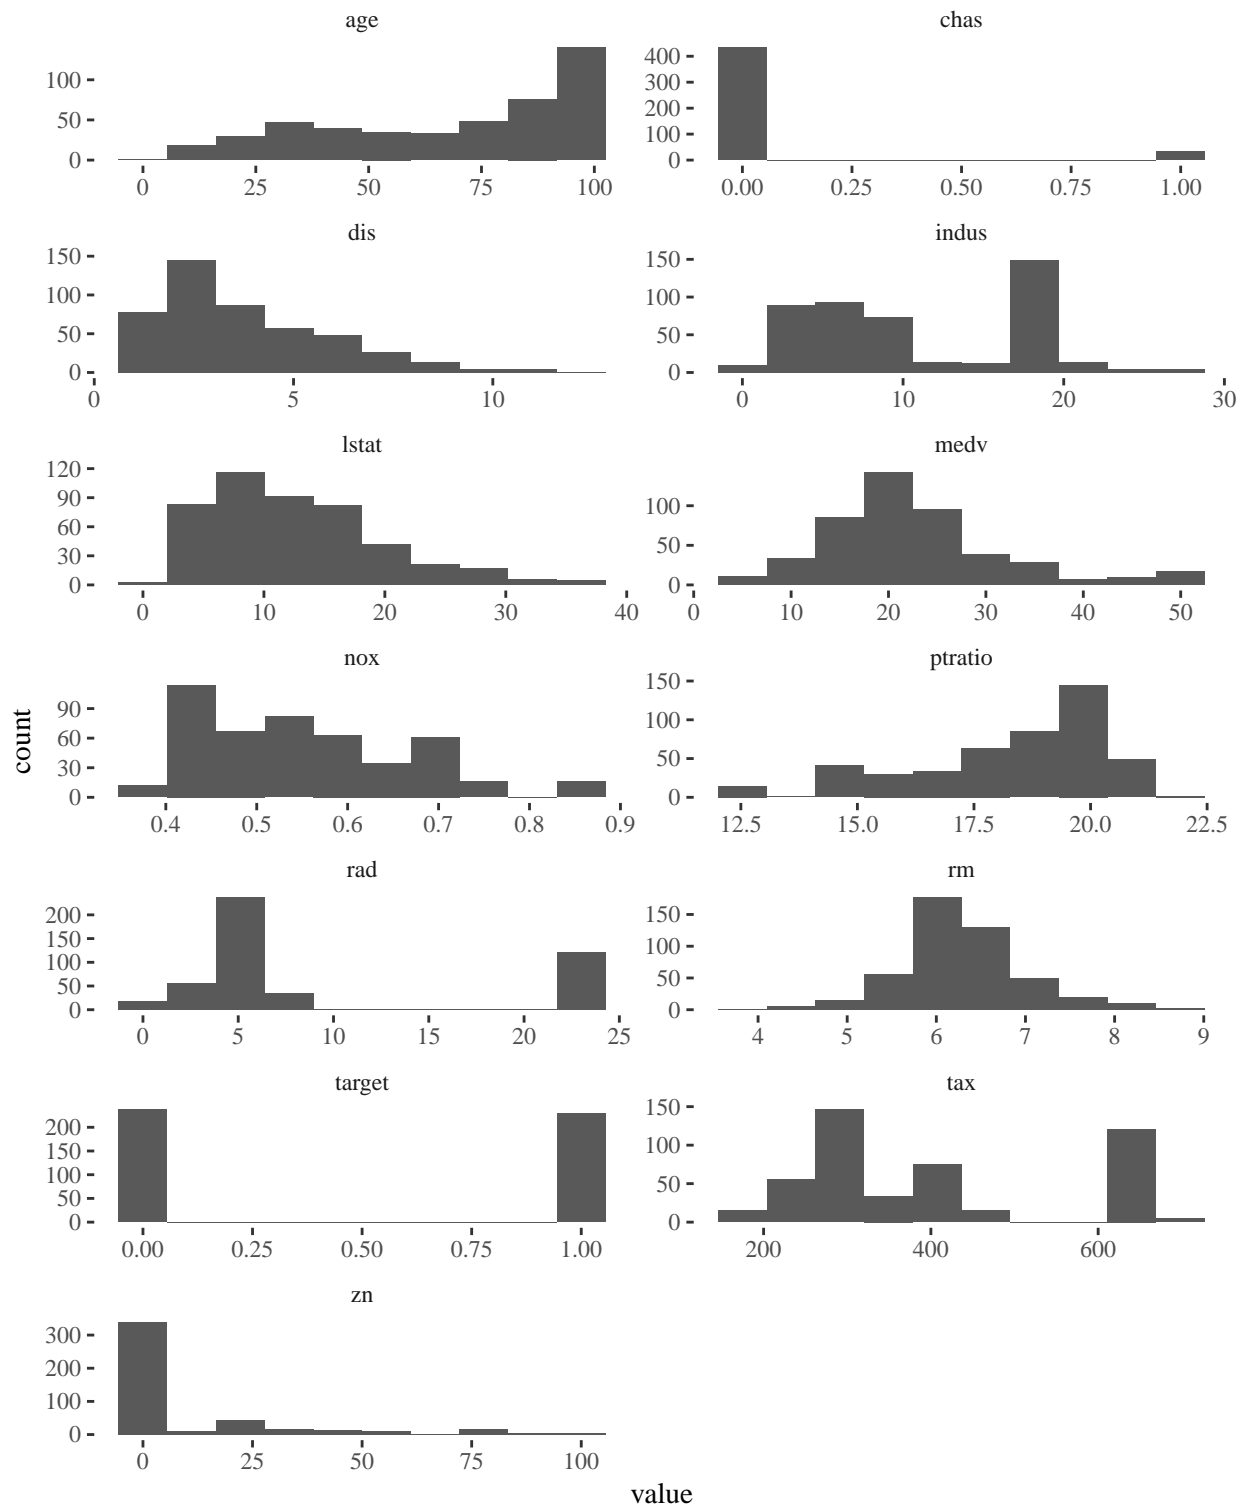 age
100
50
0
0 25 50 75 100
chas
400
300
200
100
0
0.00 0.25 0.50 0.75 1.00
dis
150
100
50
0
0 5 10
indus
150
100
50
0
0 10 20 30
lstat
120
90
60
30
0
0 10 20 30 40
medv
100
50
0
0 10 20 30 40 50
count
nox
90
60
30
0
0.4 0.5 0.6 0.7 0.8 0.9
ptratio
150
100
50
0
12.5 15.0 17.5 20.0 22.5
rad
200
150
100
50
0
0 5 10 15 20 25
rm
150
100
50
0
4 5 6 7 8 9
target
200
150
100
50
0
0.00 0.25 0.50 0.75 1.00
tax
150
100
50
0
200 400 600
zn
300
200
100
0
0 25 50 75 100
value